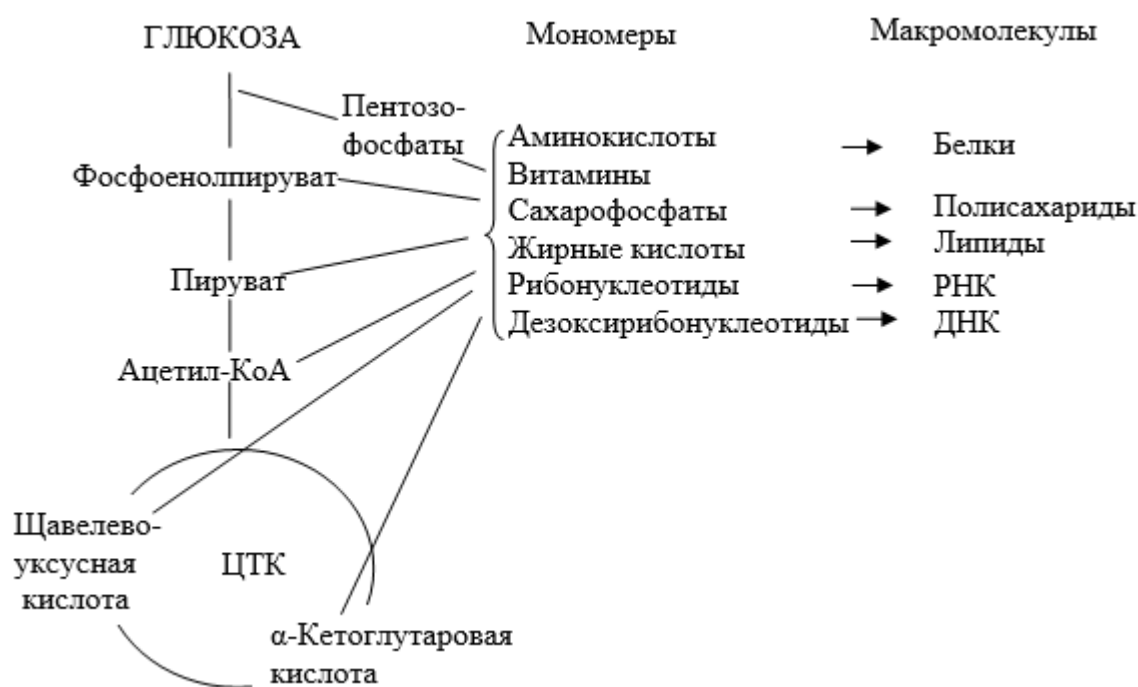 ГЛЮКОЗА
Мономеры
Макромолекулы
Пентозо-
фосфаты
Аминокислоты
Белки
Фосфоенолпируват
Витамины
Сахарофосфаты
Полисахариды
Жирные кислоты
Липиды
Пируват
Рибонуклеотиды
РНК
Дезоксирибонуклеотиды
ДНК
Ацетил-КоА
Щавелево-
уксусная
кислота
ЦТК
α-Кетоглутаровая
кислота